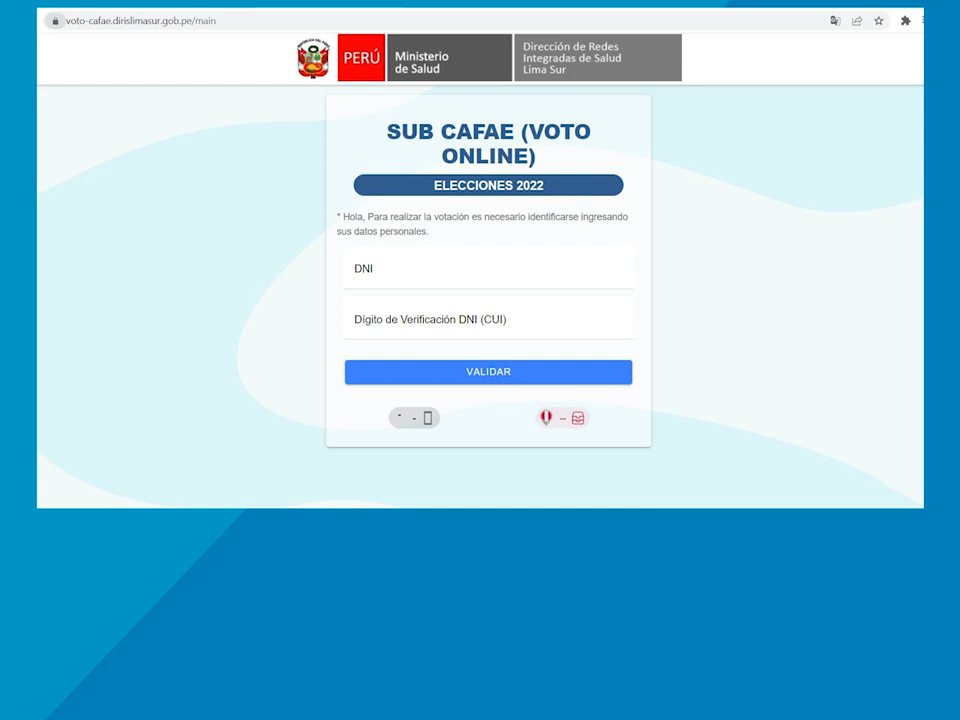 voto-cafae.dirislimasur.gob.pe/main
PERÚ
Ministerio
de Salud
Dirección de Redes
Integradas de Salud
Lima Sur
SUB CAFAE (VOTO
ONLINE)
ELECCIONES 2022
* Hola, Para realizar la votación es necesario identificarse ingresando
sus datos personales.
DNI
Dígito de Verificación DNI (CUI)
VALIDAR